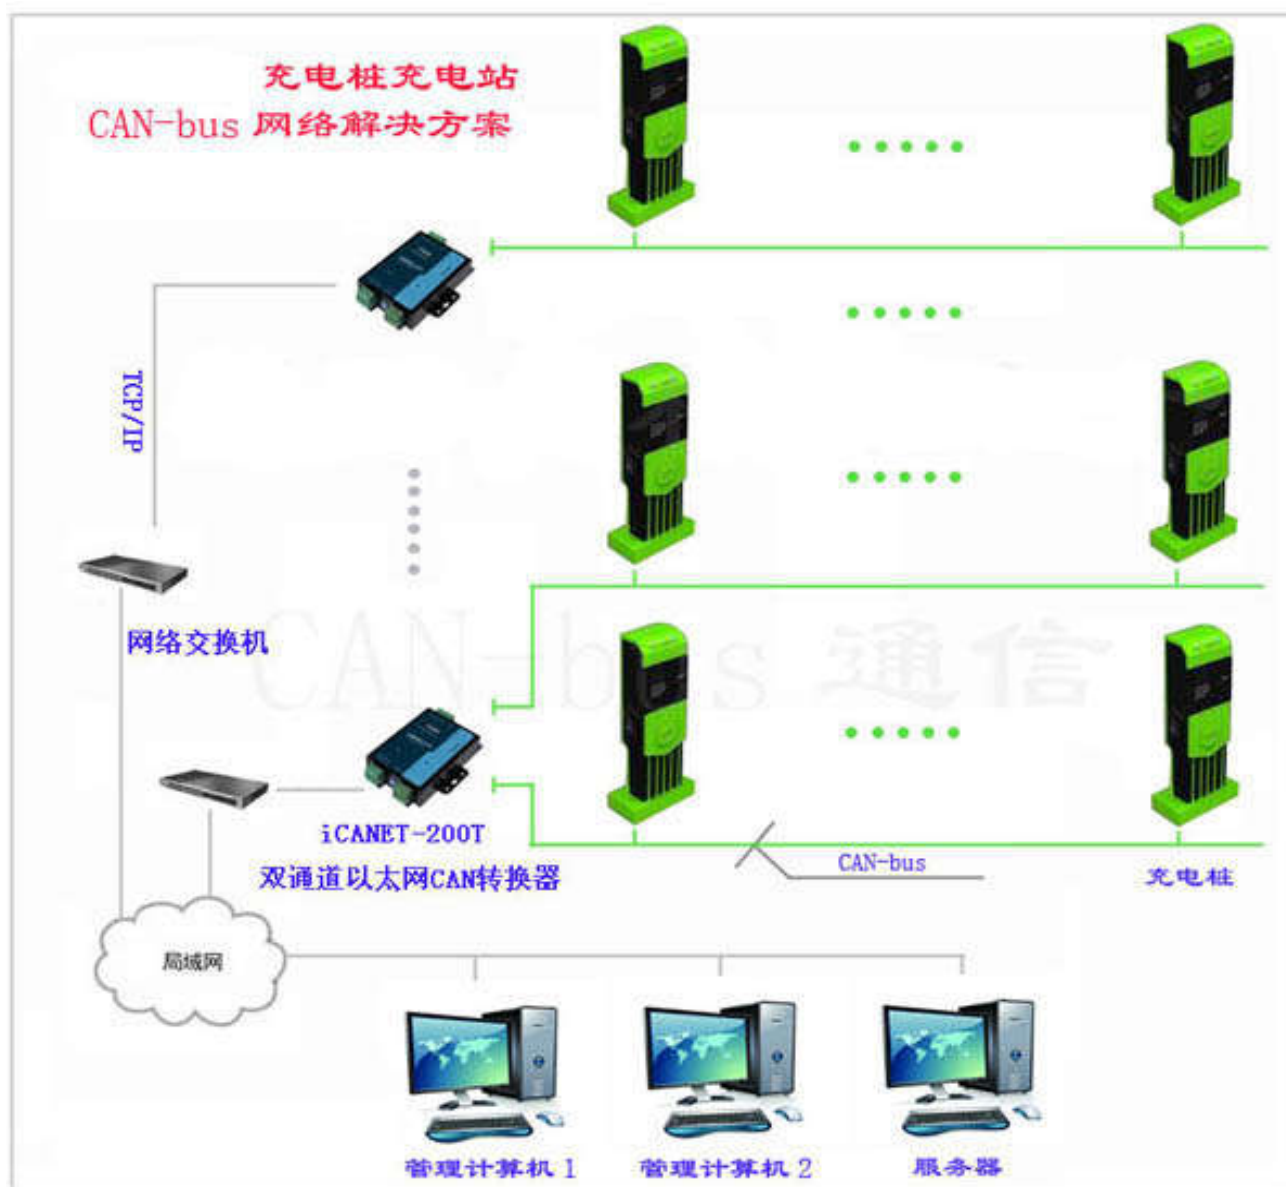 充电桩充电站
CAN-bus 网络解决方案
TCP/IP
网络交换机
CAN-bus 通信
iCANET-200T
双通道以太网CAN转换器
CAN-bus
充电桩
局域网
管理计算机1
管理计算机2
服务器